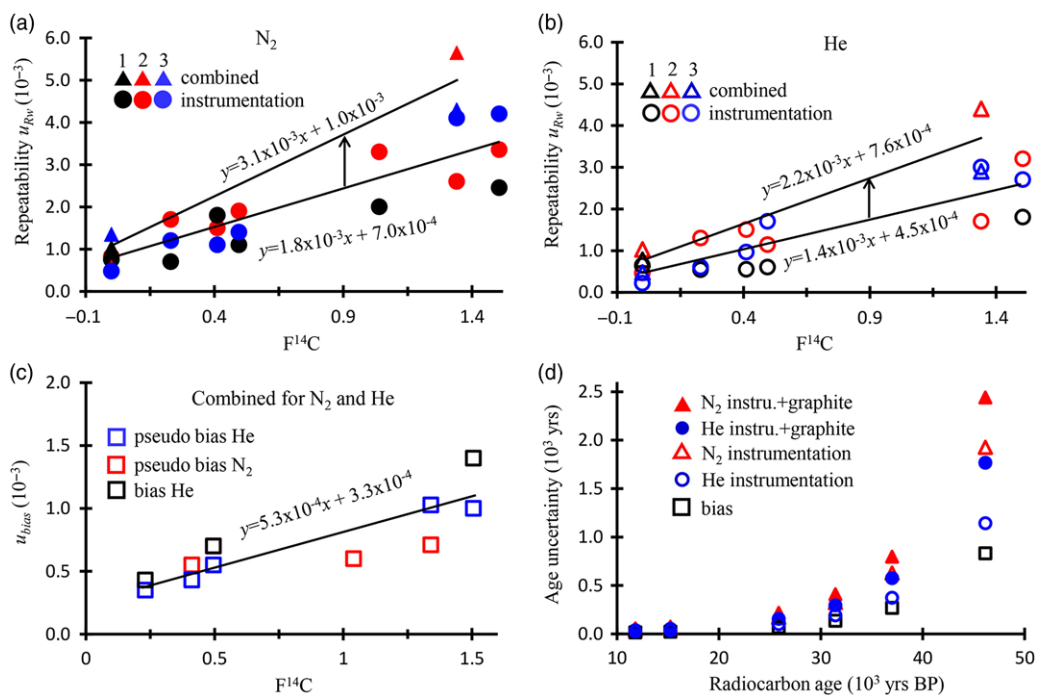 (a)
N₂
1 2 3
combined
instrumentation
y=3.1x10⁻³x + 1.0x10⁻³
y=1.8x10⁻³x + 7.0x10⁻⁴
Repeatability u_Rw (10⁻³)
6.0
5.0
4.0
3.0
2.0
1.0
0.0
−0.1 0.4 0.9 1.4
F¹⁴C
(b)
He
1 2 3
combined
instrumentation
y=2.2x10⁻³x + 7.6x10⁻⁴
y=1.4x10⁻³x + 4.5x10⁻⁴
Repeatability u_Rw (10⁻³)
6.0
5.0
4.0
3.0
2.0
1.0
0.0
−0.1 0.4 0.9 1.4
F¹⁴C
(c)
Combined for N₂ and He
pseudo bias He
pseudo bias N₂
bias He
y=5.3x10⁻⁴x + 3.3x10⁻⁴
u_bias (10⁻³)
2.0
1.5
1.0
0.5
0.0
0 0.5 1 1.5
F¹⁴C
(d)
N₂ instru.+graphite
He instru.+graphite
N₂ instrumentation
He instrumentation
bias
Age uncertainty (10³ yrs)
2.5
2.0
1.5
1.0
0.5
0.0
10 20 30 40 50
Radiocarbon age (10³ yrs BP)